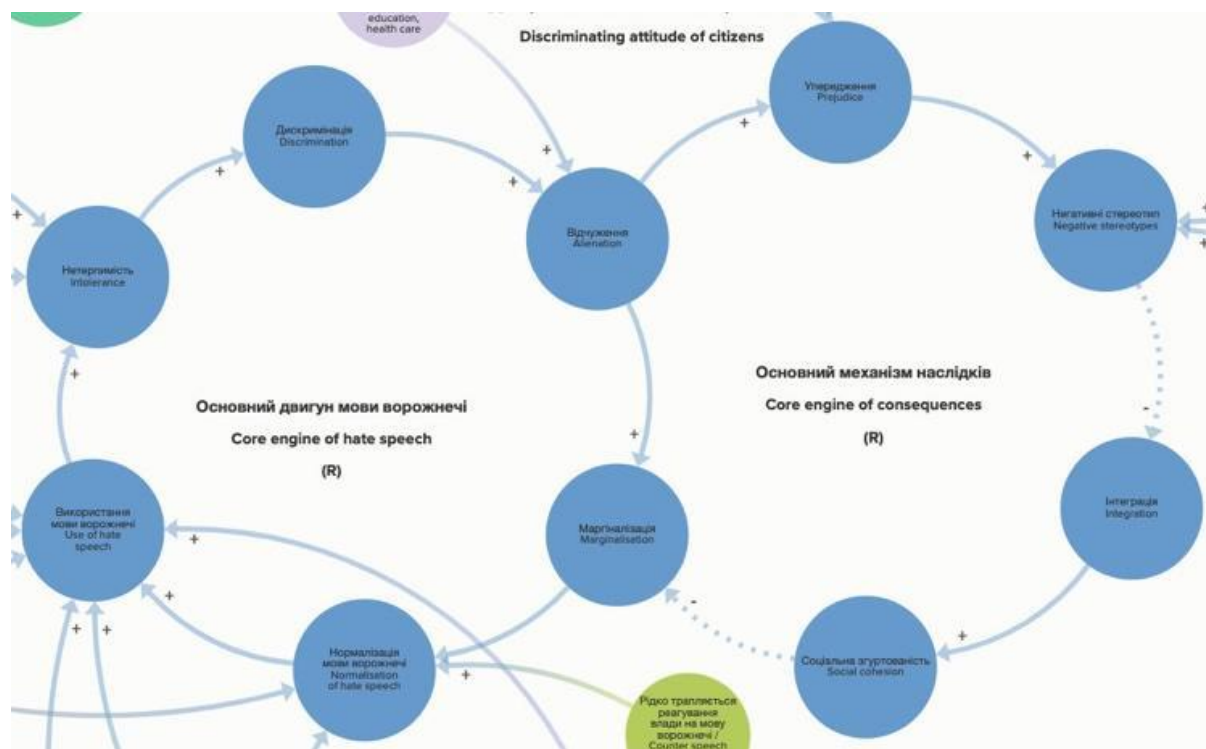 education,
health care
Discriminating attitude of citizens
Упередження
Prejudice
Дискримінація
Discrimination
+
+
+
+
+
Відчуження
Alienation
Нигативні стереотип
Negative stereotypes
+
+
+
Нетерпимість
Intolerance
Основний механізм наслідків
Core engine of consequences
(R)
+
Основний двигун мови ворожнечі
Core engine of hate speech
(R)
-
+
Використання
мови ворожнечі
Use of hate
speech
Маргіналізація
Marginalisation
Інтеграція
Integration
+
+
-
+
+
+
Нормалізація
мови ворожнечі
Normalisation
of hate speech
+
Соціальна згуртованість
Social cohesion
Рідко трапляється
реагування
влади на мову
ворожнечі /
Counter speech